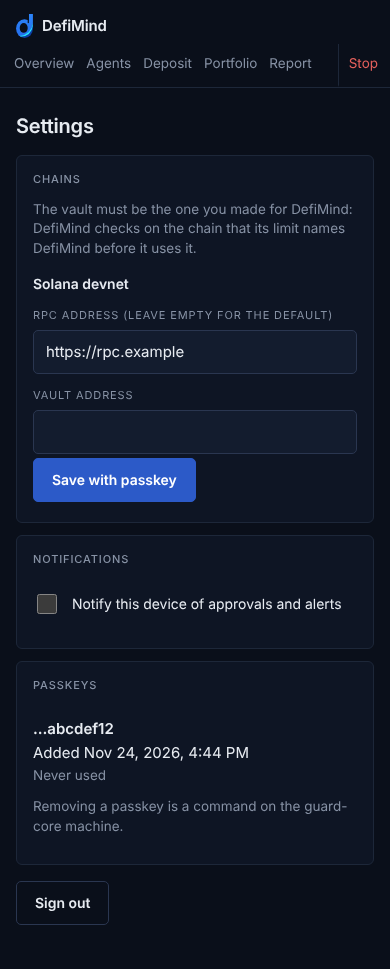 DefiMind
Overview Agents Deposit Portfolio Report Stop
Settings
CHAINS
The vault must be the one you made for DefiMind:
DefiMind checks on the chain that its limit names
DefiMind before it uses it.
Solana devnet
RPC ADDRESS (LEAVE EMPTY FOR THE DEFAULT)
https://rpc.example
VAULT ADDRESS
Save with passkey
NOTIFICATIONS
Notify this device of approvals and alerts
PASSKEYS
…abcdef12
Added Nov 24, 2026, 4:44 PM
Never used
Removing a passkey is a command on the guard-
core machine.
Sign out